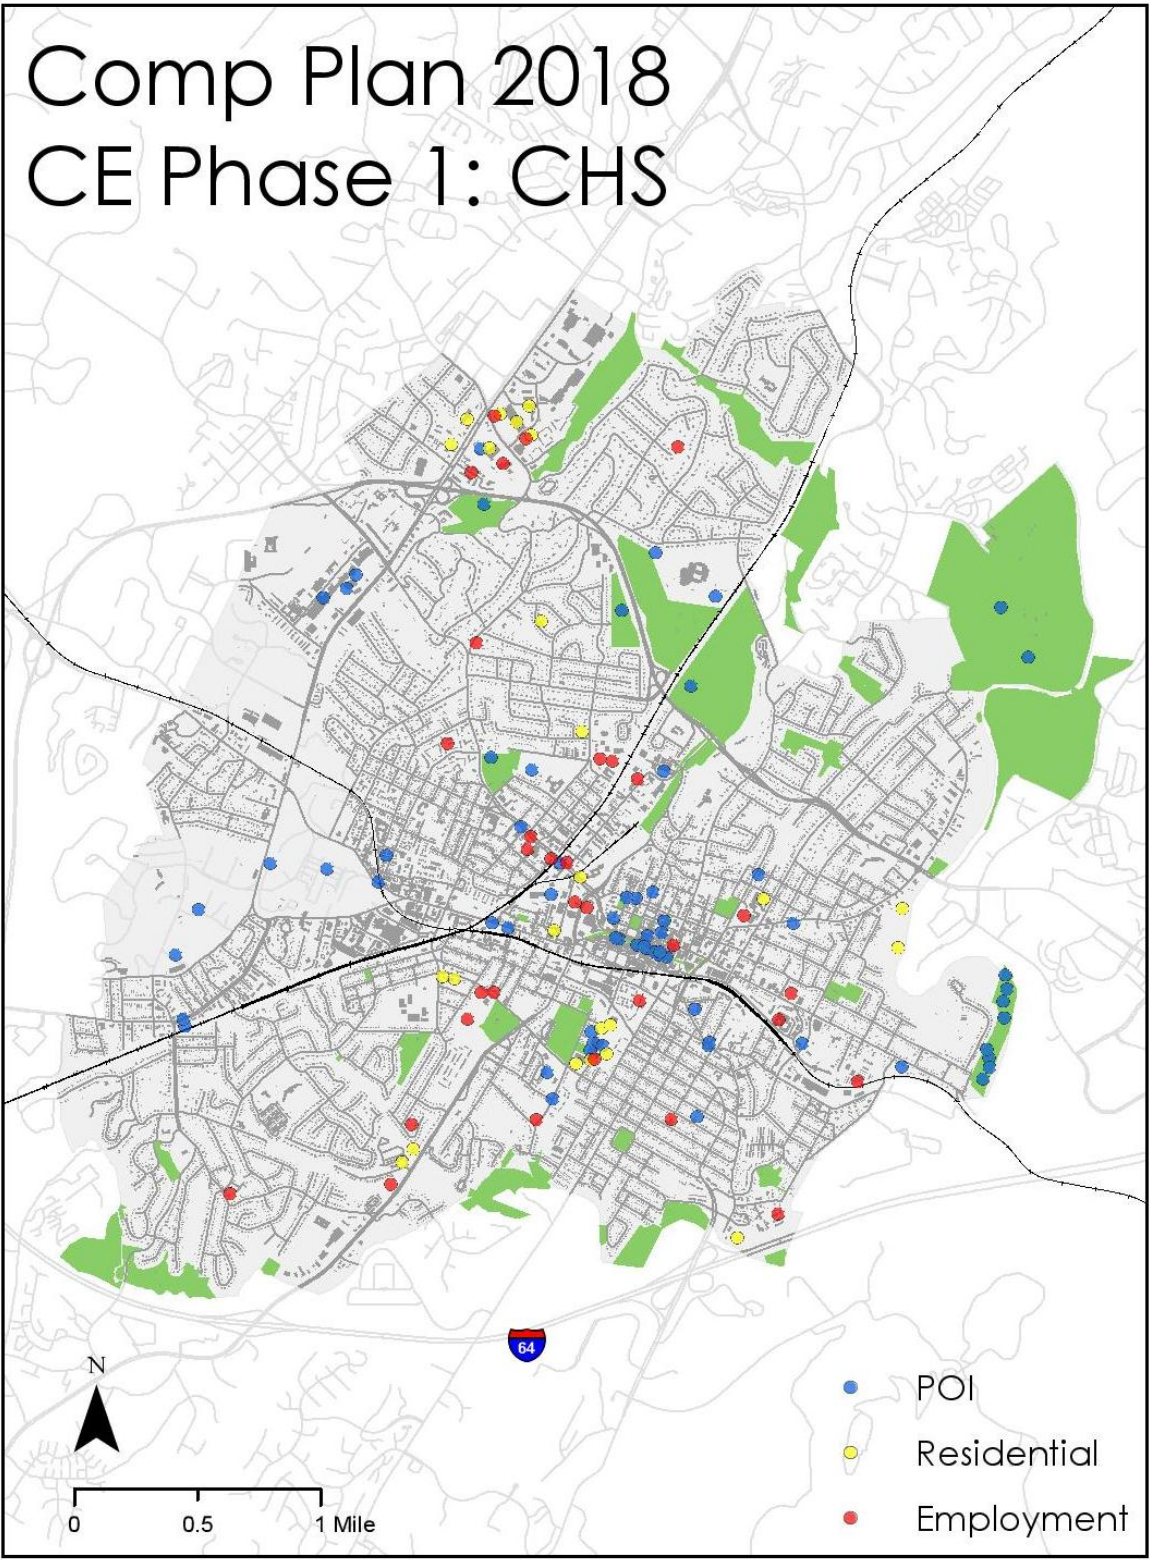 Comp Plan 2018
CE Phase 1: CHS
64
N
0 0.5 1 Mile
POI
Residential
Employment